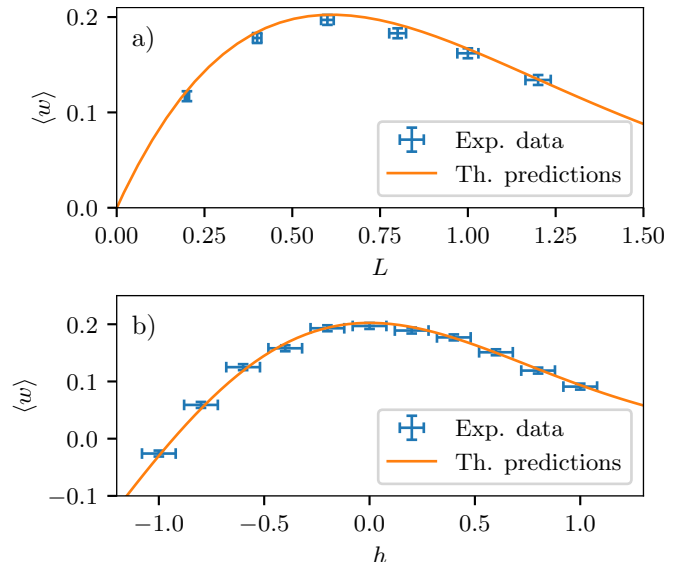 0.2
a)
0.1
⟨w⟩
Exp. data
Th. predictions
0.0
0.00 0.25 0.50 0.75 1.00 1.25 1.50
L
b)
0.2
0.1
⟨w⟩
0.0
Exp. data
Th. predictions
−0.1
−1.0 −0.5 0.0 0.5 1.0
h